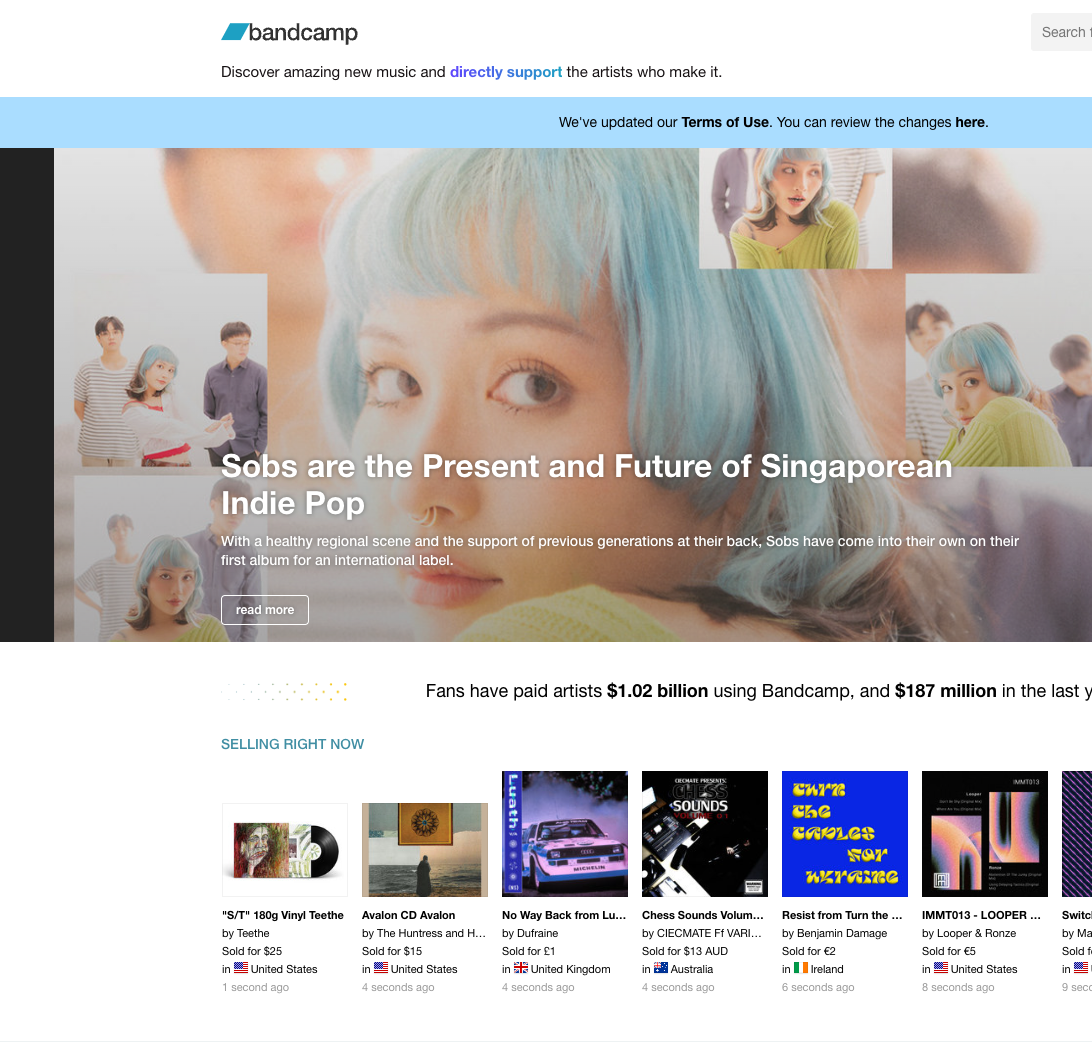 bandcamp
Search
Discover amazing new music and directly support the artists who make it.
We've updated our Terms of Use. You can review the changes here.
Sobs are the Present and Future of Singaporean
Indie Pop
With a healthy regional scene and the support of previous generations at their back, Sobs have come into their own on their
first album for an international label.
read more
Fans have paid artists $1.02 billion using Bandcamp, and $187 million in the last
SELLING RIGHT NOW
Luath
MICHELIN
CIECMATE PRESENTS:
CHESS
SOUNDS
VOLUME 01
turn
the
tables
for
ukraine
IMMT013
Looper
Ronze
"S/T" 180g Vinyl Teethe
by Teethe
Sold for $25
in United States
1 second ago
Avalon CD Avalon
by The Huntress and H...
Sold for $15
in United States
4 seconds ago
No Way Back from Lu...
by Dufraine
Sold for £1
in United Kingdom
4 seconds ago
Chess Sounds Volum...
by CIECMATE Ff VARI...
Sold for $13 AUD
in Australia
4 seconds ago
Resist from Turn the ...
by Benjamin Damage
Sold for €2
in Ireland
6 seconds ago
IMMT013 - LOOPER ...
by Looper & Ronze
Sold for €5
in United States
8 seconds ago
Switc
by Ma
Sold f
in
9 sec